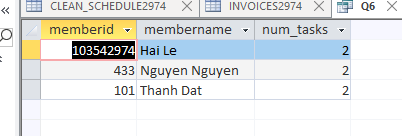 CLEAN_SCHEDULE2974 INVOICES2974 Q6
memberid membername num_tasks
103542974 Hai Le 2
433 Nguyen Nguyen 2
101 Thanh Dat 2